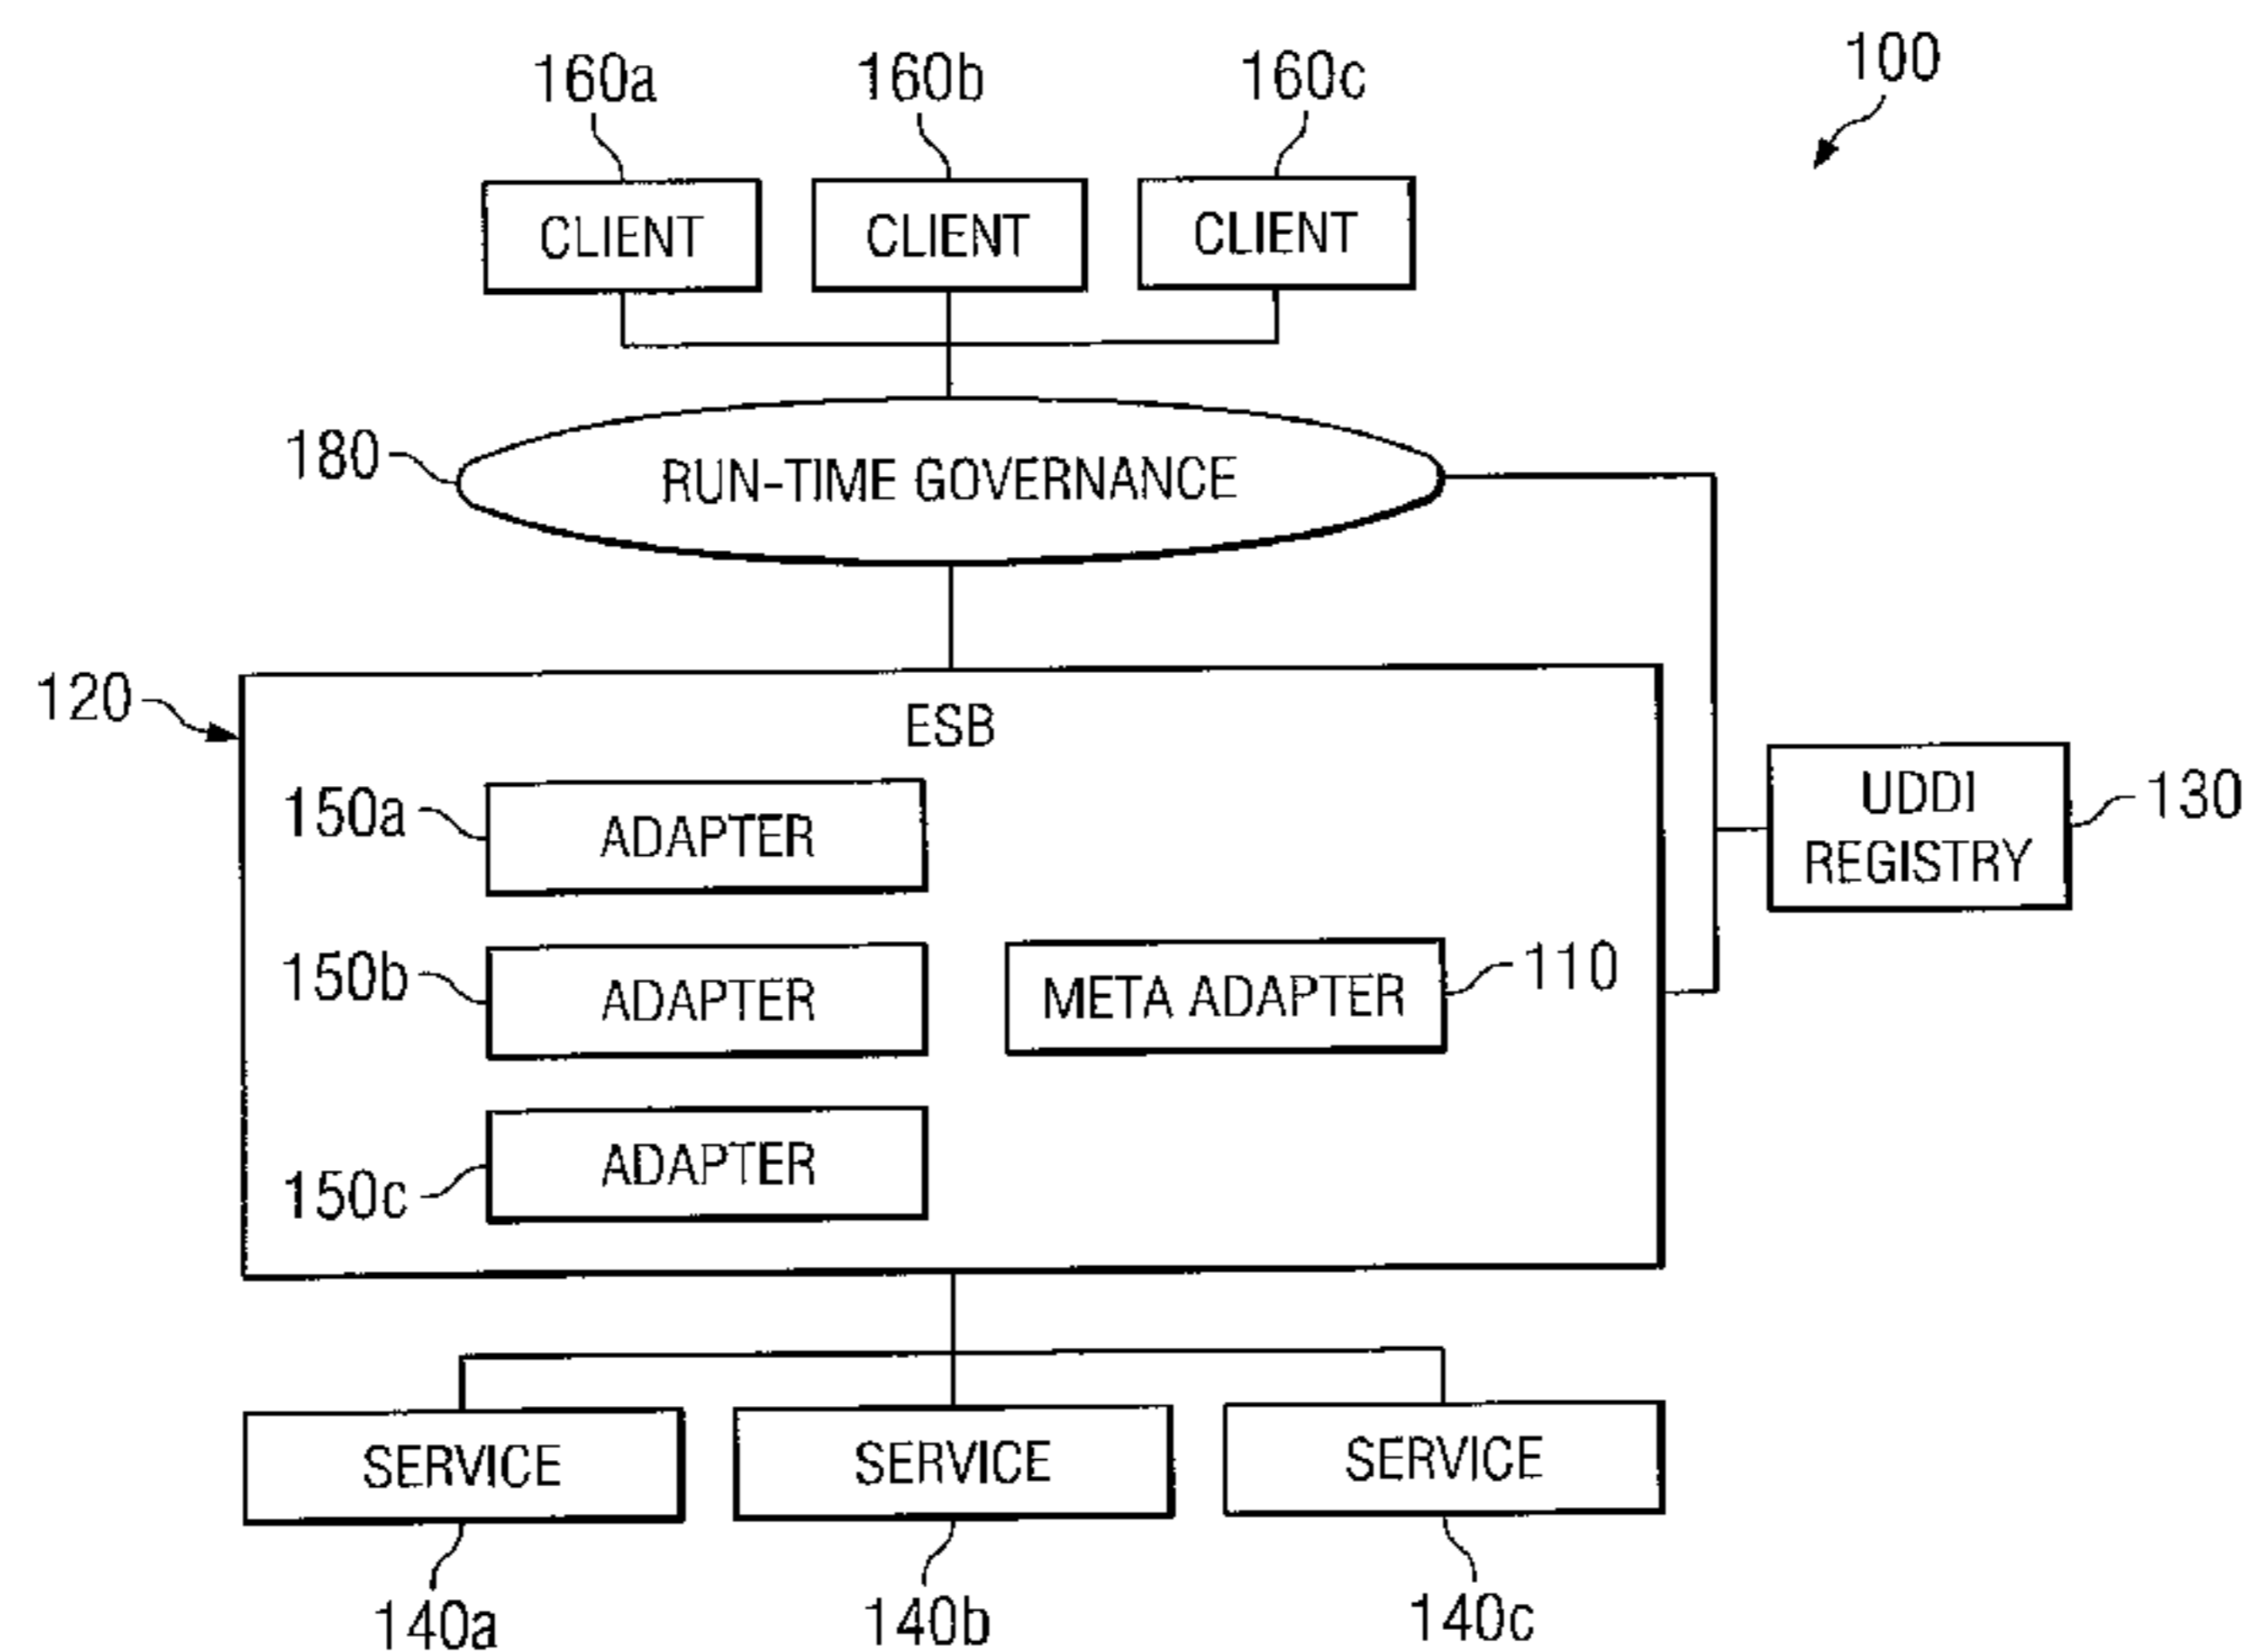 100
160a 160b 160c
CLIENT CLIENT CLIENT
180
RUN-TIME GOVERNANCE
120
ESB
150a
ADAPTER
UDDI
REGISTRY
130
150b
ADAPTER
META ADAPTER
110
150c
ADAPTER
SERVICE SERVICE SERVICE
140a 140b 140c